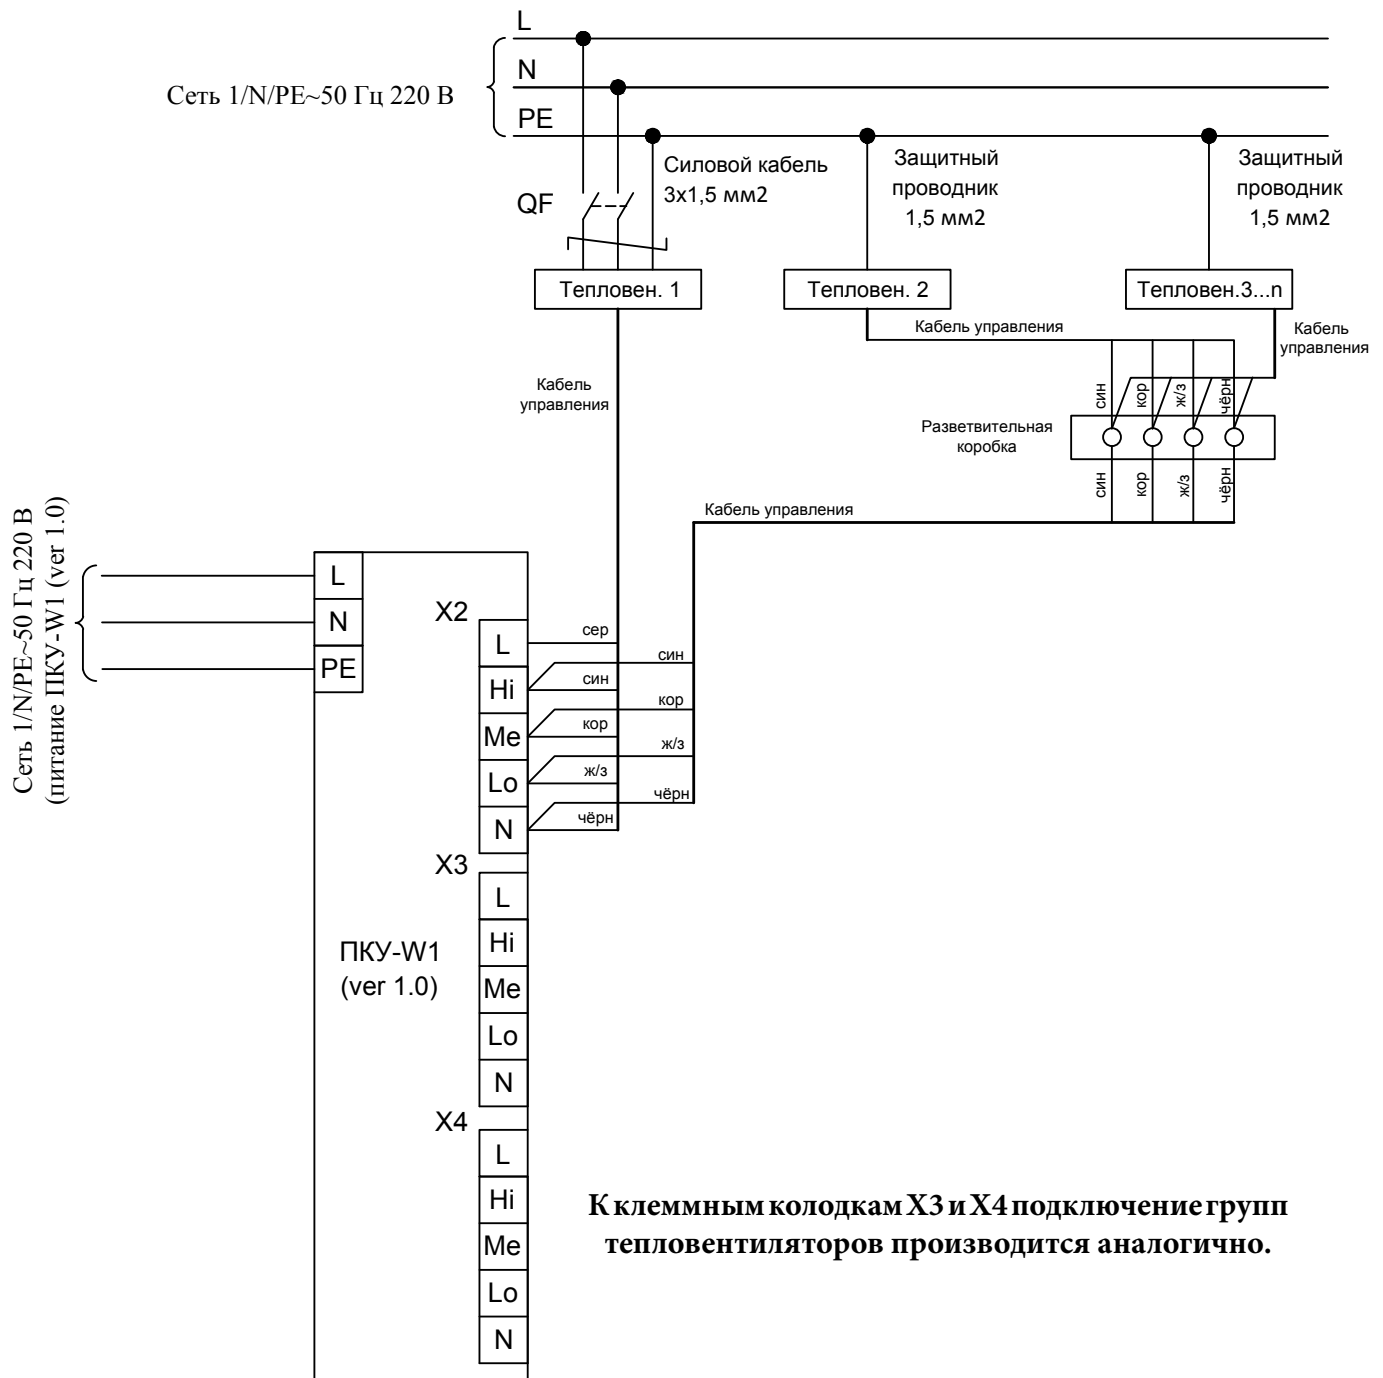 L
N
PE
Сеть 1/N/PE~50 Гц 220 В
Силовой кабель
3х1,5 мм2
QF
Защитный
проводник
1,5 мм2
Защитный
проводник
1,5 мм2
Тепловен. 1
Тепловен. 2
Тепловен.3...n
Кабель управления
Кабель
управления
Кабель
управления
син
кор
ж/з
чёрн
Разветвительная
коробка
син
кор
ж/з
чёрн
Кабель управления
Сеть 1/N/PE~50 Гц 220 В
(питание ПКУ-W1 (ver 1.0)
L
N
PE
X2
L
Hi
Me
Lo
N
сер
син
син
кор
кор
ж/з
ж/з
чёрн
чёрн
X3
L
Hi
Me
Lo
N
ПКУ-W1
(ver 1.0)
X4
L
Hi
Me
Lo
N
К клеммным колодкам X3 и X4 подключение групп
тепловентиляторов производится аналогично.